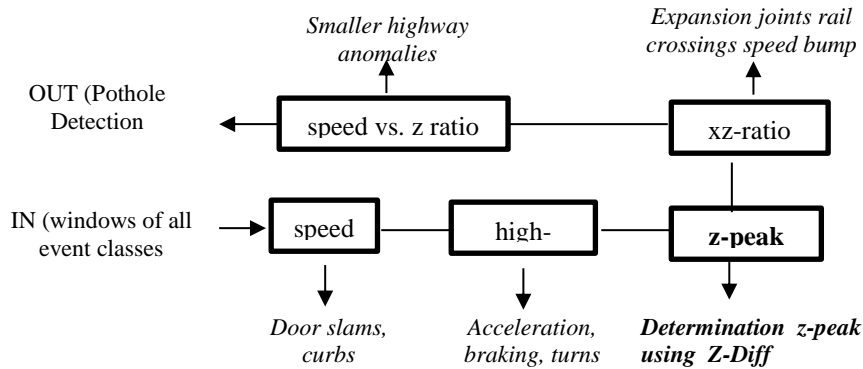 Smaller highway
anomalies
Expansion joints rail
crossings speed bump
OUT (Pothole
Detection
speed vs. z ratio
xz-ratio
IN (windows of all
event classes
speed
high-
z-peak
Door slams,
curbs
Acceleration,
braking, turns
Determination z-peak
using Z-Diff